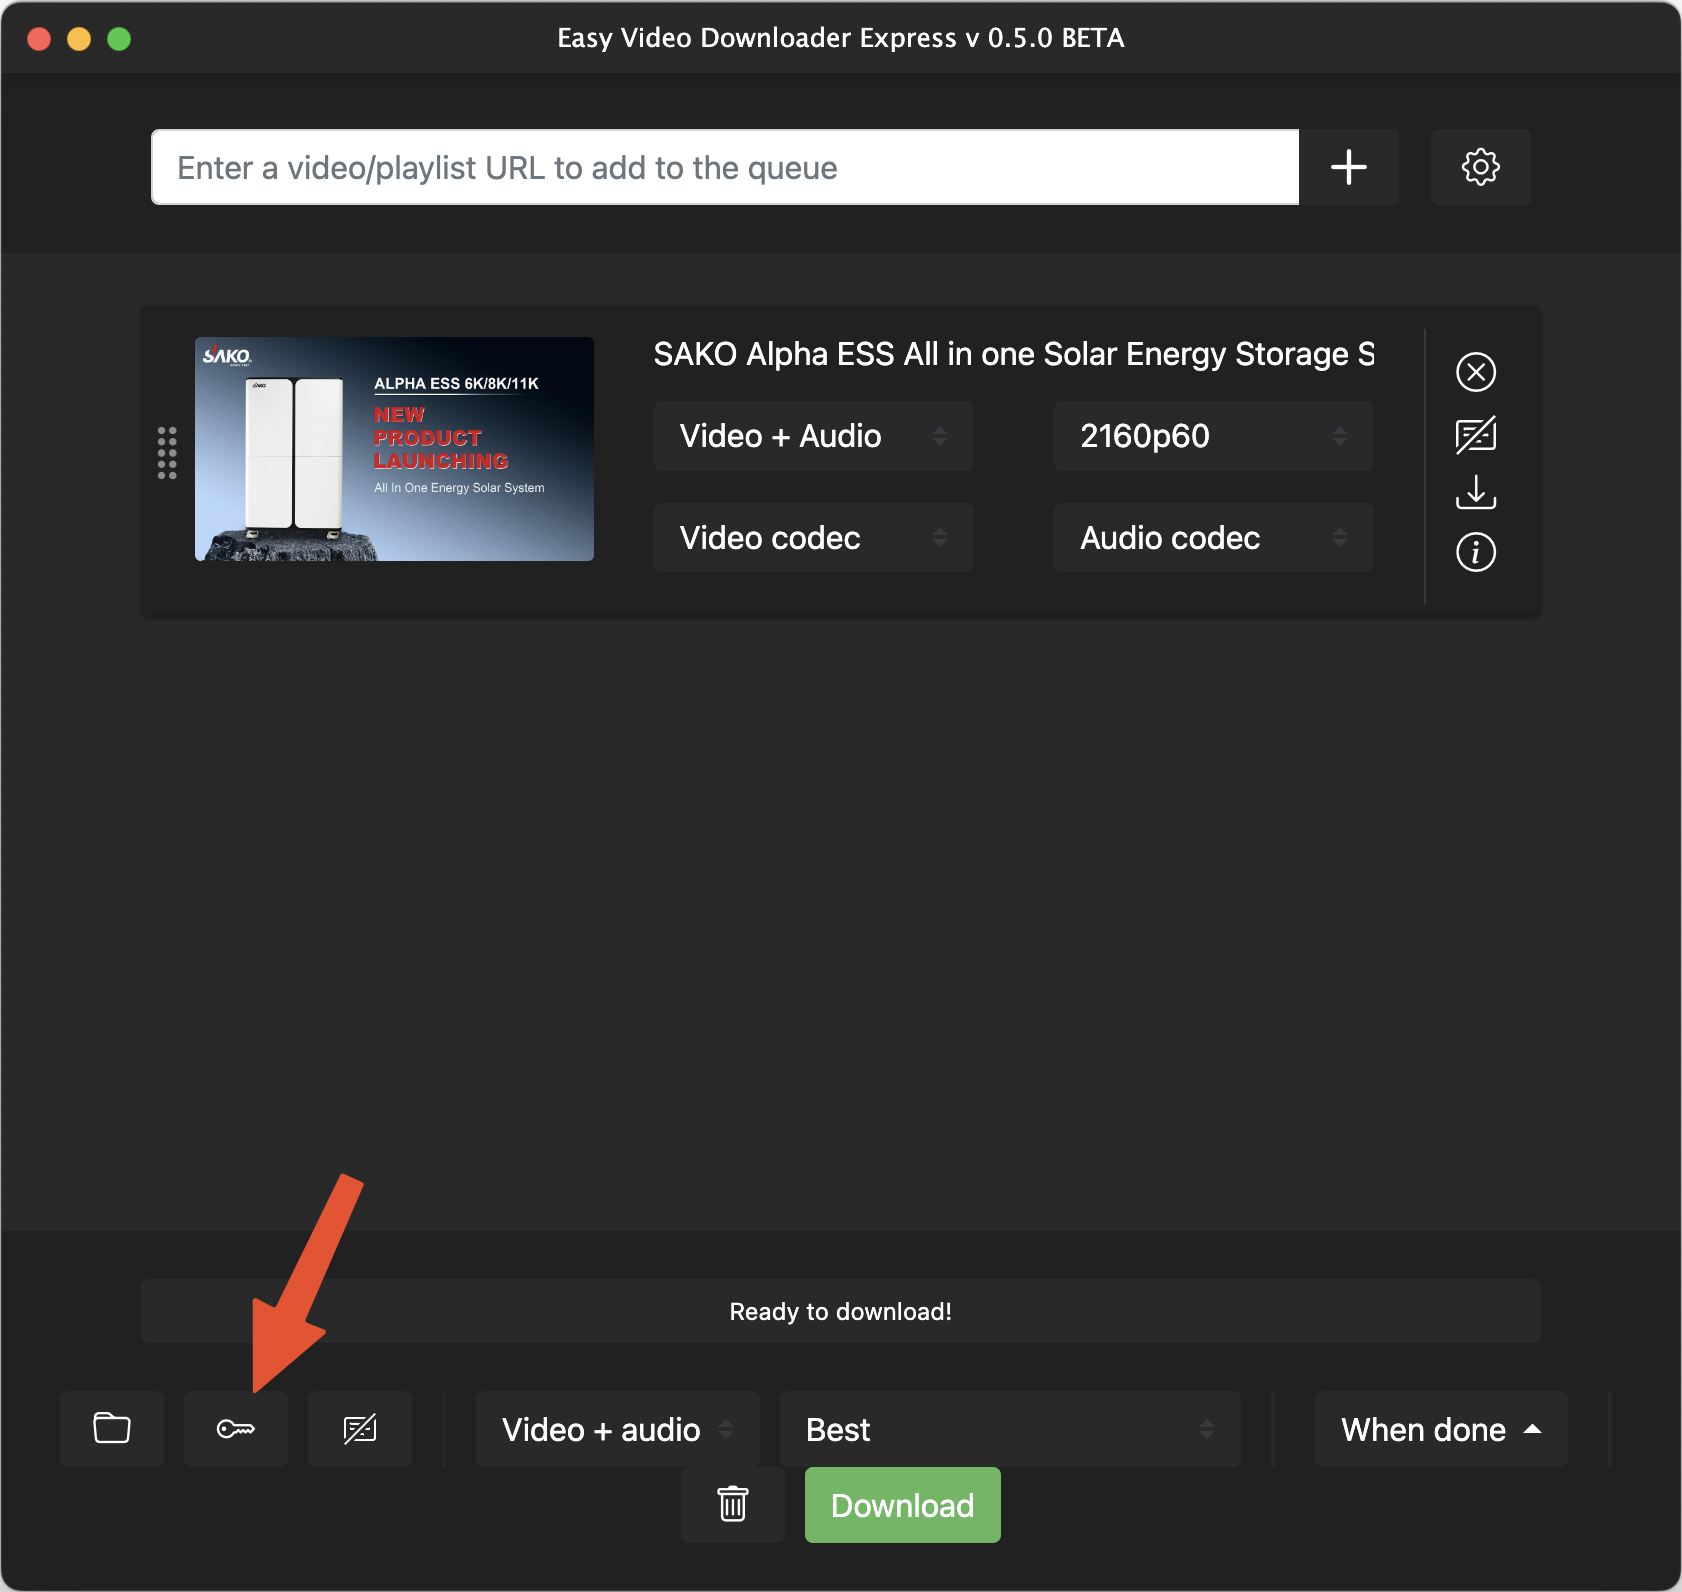 Easy Video Downloader Express v 0.5.0 BETA
Enter a video/playlist URL to add to the queue
SAKO
ALPHA ESS 6K/8K/11K
NEW
PRODUCT
LAUNCHING
All In One Energy Solar System
SAKO Alpha ESS All in one Solar Energy Storage S
Video + Audio
2160p60
Video codec
Audio codec
Ready to download!
Video + audio
Best
When done
Download